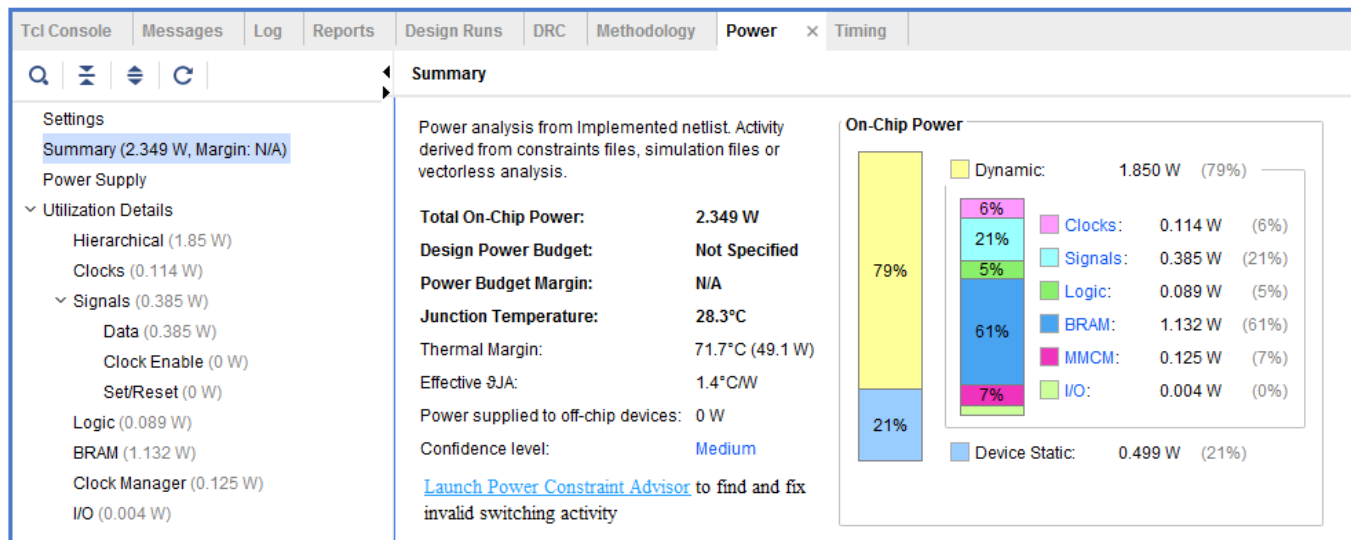 Tcl Console Messages Log Reports Design Runs DRC Methodology Power × Timing
Summary
Settings
Summary (2.349 W, Margin: N/A)
Power Supply
Utilization Details
Hierarchical (1.85 W)
Clocks (0.114 W)
Signals (0.385 W)
Data (0.385 W)
Clock Enable (0 W)
Set/Reset (0 W)
Logic (0.089 W)
BRAM (1.132 W)
Clock Manager (0.125 W)
I/O (0.004 W)
Power analysis from Implemented netlist. Activity
derived from constraints files, simulation files or
vectorless analysis.
Total On-Chip Power: 2.349 W
Design Power Budget: Not Specified
Power Budget Margin: N/A
Junction Temperature: 28.3°C
Thermal Margin: 71.7°C (49.1 W)
Effective ϑJA: 1.4°C/W
Power supplied to off-chip devices: 0 W
Confidence level: Medium
Launch Power Constraint Advisor to find and fix
invalid switching activity
On-Chip Power
79%
21%
Dynamic: 1.850 W (79%)
6%
21%
5%
61%
7%
Clocks: 0.114 W (6%)
Signals: 0.385 W (21%)
Logic: 0.089 W (5%)
BRAM: 1.132 W (61%)
MMCM: 0.125 W (7%)
I/O: 0.004 W (0%)
Device Static: 0.499 W (21%)